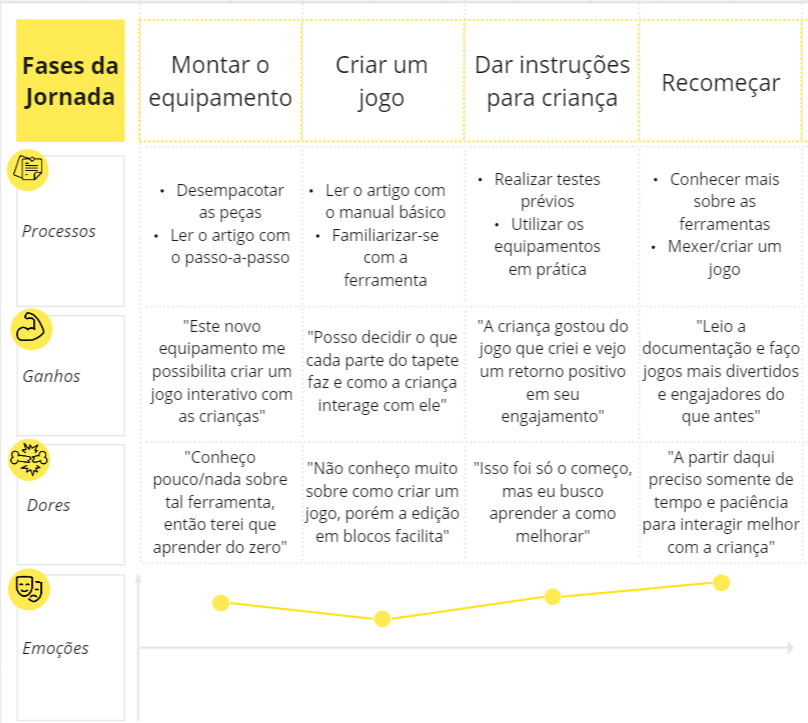 Fases da
Jornada
Montar o
equipamento
Criar um
jogo
Dar instruções
para criança
Recomeçar
Processos
• Desempacotar
as peças
• Ler o artigo com
o passo-a-passo
• Ler o artigo com
o manual básico
• Familiarizar-se
com a
ferramenta
• Realizar testes
prévios
• Utilizar os
equipamentos
em prática
• Conhecer mais
sobre as
ferramentas
• Mexer/criar um
jogo
Ganhos
"Este novo
equipamento me
possibilita criar um
jogo interativo com
as crianças"
"Posso decidir o que
cada parte do tapete
faz e como a criança
interage com ele"
"A criança gostou do
jogo que criei e vejo
um retorno positivo
em seu
engajamento"
"Leio a
documentação e faço
jogos mais divertidos
e engajadores do
que antes"
Dores
"Conheço
pouco/nada sobre
tal ferramenta,
então terei que
aprender do zero"
"Não conheço muito
sobre como criar um
jogo, porém a edição
em blocos facilita"
"Isso foi só o começo,
mas eu busco
aprender a como
melhorar"
"A partir daqui
preciso somente de
tempo e paciência
para interagir melhor
com a criança"
Emoções